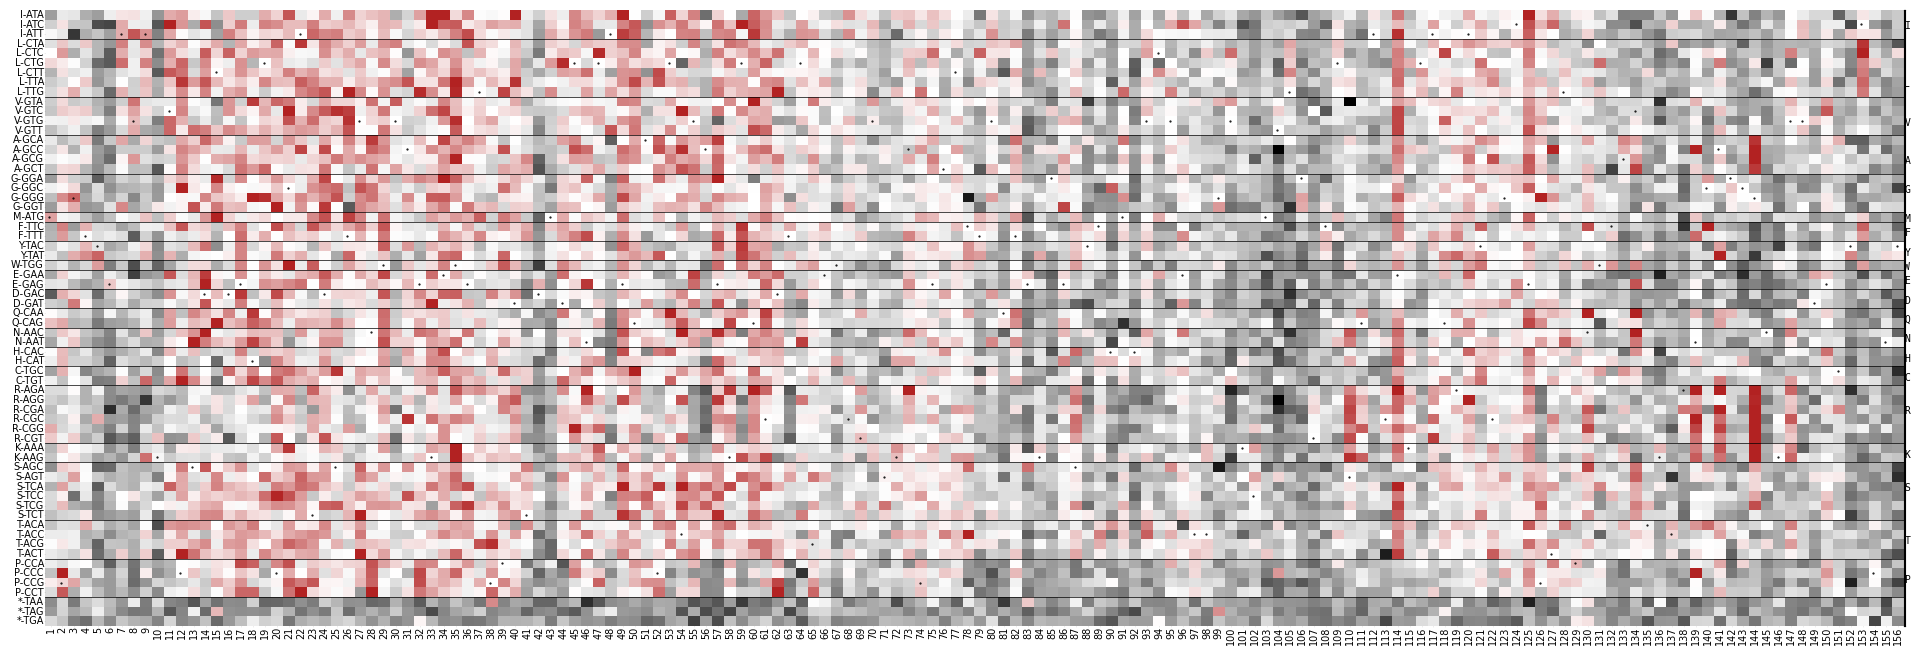 I-ATA
I-ATC
I-ATT
L-CTA
L-CTC
L-CTG
L-CTT
L-TTA
L-TTG
V-GTA
V-GTC
V-GTG
V-GTT
A-GCA
A-GCC
A-GCG
A-GCT
G-GGA
G-GGC
G-GGG
G-GGT
M-ATG
F-TTC
F-TTT
Y-TAC
Y-TAT
W-TGG
E-GAA
E-GAG
D-GAC
D-GAT
Q-CAA
Q-CAG
N-AAC
N-AAT
H-CAC
H-CAT
C-TGC
C-TGT
R-AGA
R-AGG
R-CGA
R-CGC
R-CGG
R-CGT
K-AAA
K-AAG
S-AGC
S-AGT
S-TCA
S-TCC
S-TCG
S-TCT
T-ACA
T-ACC
T-ACG
T-ACT
P-CCA
P-CCC
P-CCG
P-CCT
*-TAA
*-TAG
*-TGA
I
L
V
A
G
M
F
Y
W
E
D
Q
N
H
C
R
K
S
T
P
1 2 3 4 5 6 7 8 9 10 11 12 13 14 15 16 17 18 19 20 21 22 23 24 25 26 27 28 29 30 31 32 33 34 35 36 37 38 39 40 41 42 43 44 45 46 47 48 49 50 51 52 53 54 55 56 57 58 59 60 61 62 63 64 65 66 67 68 69 70 71 72 73 74 75 76 77 78 79 80 81 82 83 84 85 86 87 88 89 90 91 92 93 94 95 96 97 98 99 100 101 102 103 104 105 106 107 108 109 110 111 112 113 114 115 116 117 118 119 120 121 122 123 124 125 126 127 128 129 130 131 132 133 134 135 136 137 138 139 140 141 142 143 144 145 146 147 148 149 150 151 152 153 154 155 156